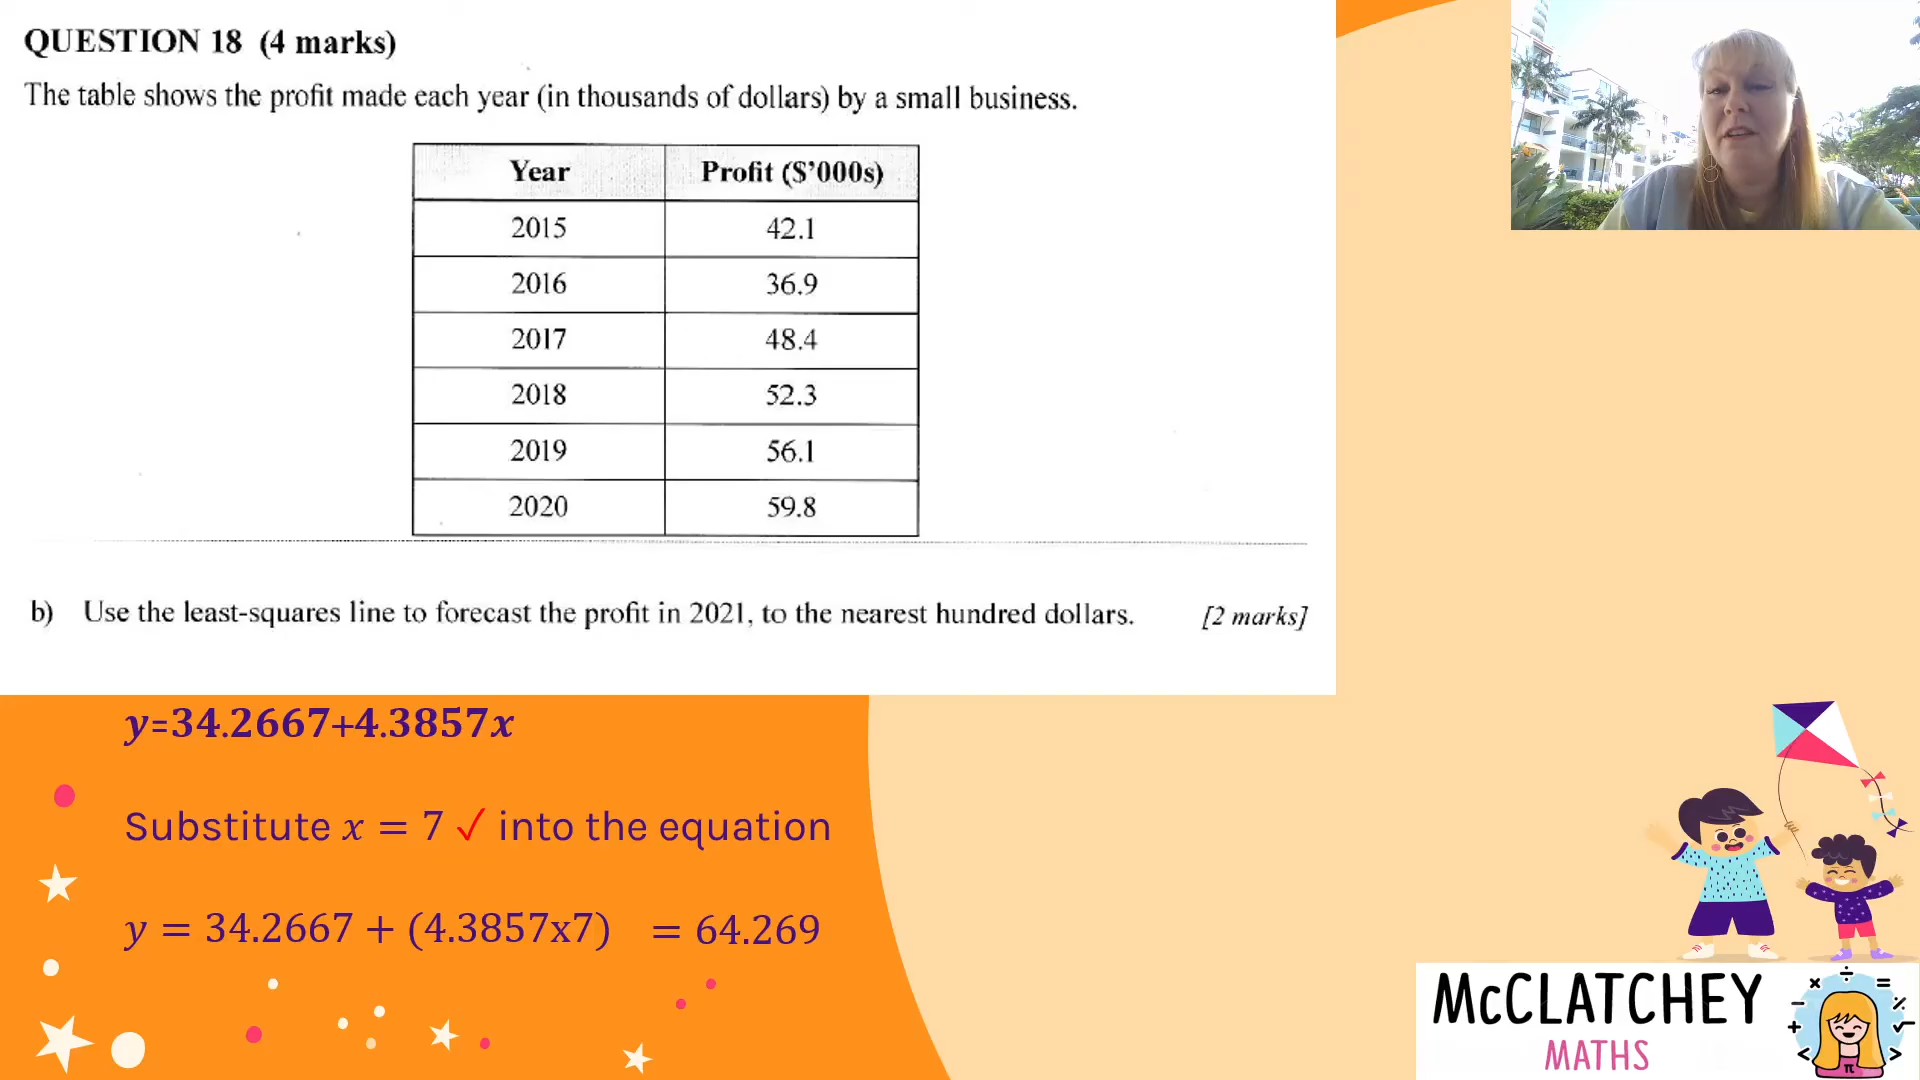 QUESTION 18 (4 marks)
The table shows the profit made each year (in thousands of dollars) by a small business.
Year Profit ($’000s)
2015 42.1
2016 36.9
2017 48.4
2018 52.3
2019 56.1
2020 59.8
b) Use the least-squares line to forecast the profit in 2021, to the nearest hundred dollars. [2 marks]
y=34.2667+4.3857x
Substitute x = 7 ✓ into the equation
y = 34.2667 + (4.3857x7) = 64.269
McCLATCHEY
MATHS
π